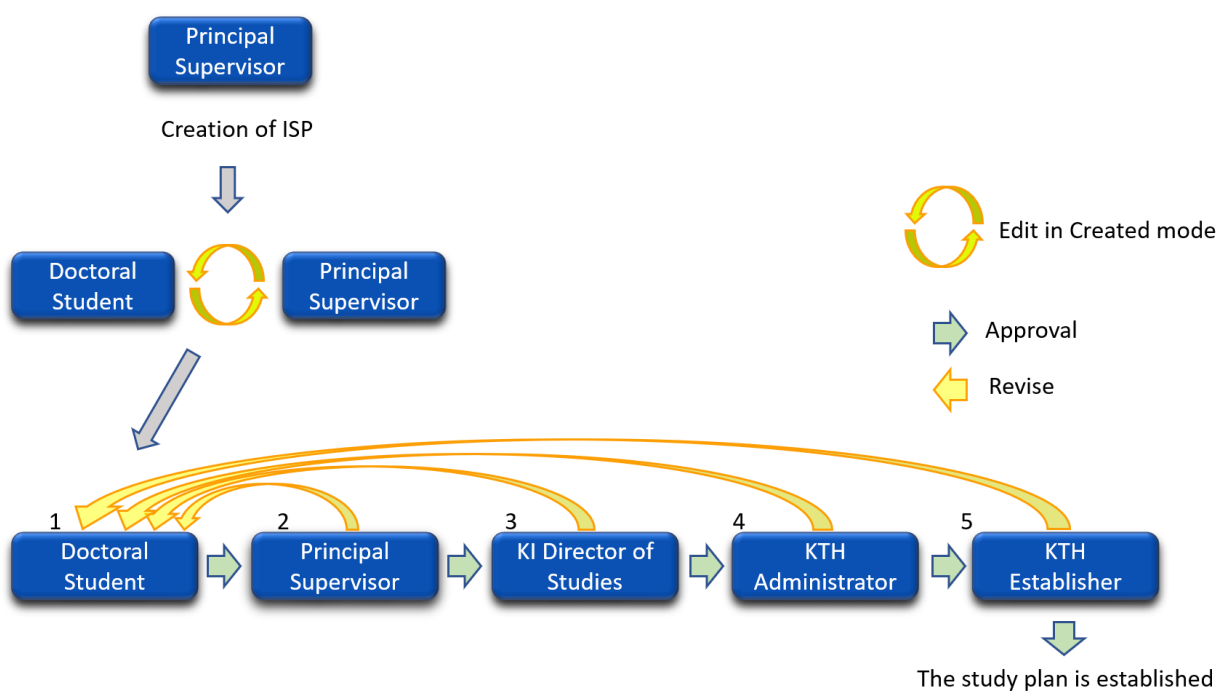 Principal
Supervisor
Creation of ISP
Doctoral
Student
Principal
Supervisor
Edit in Created mode
Approval
Revise
1
Doctoral
Student
2
Principal
Supervisor
3
KI Director of
Studies
4
KTH
Administrator
5
KTH
Establisher
The study plan is established